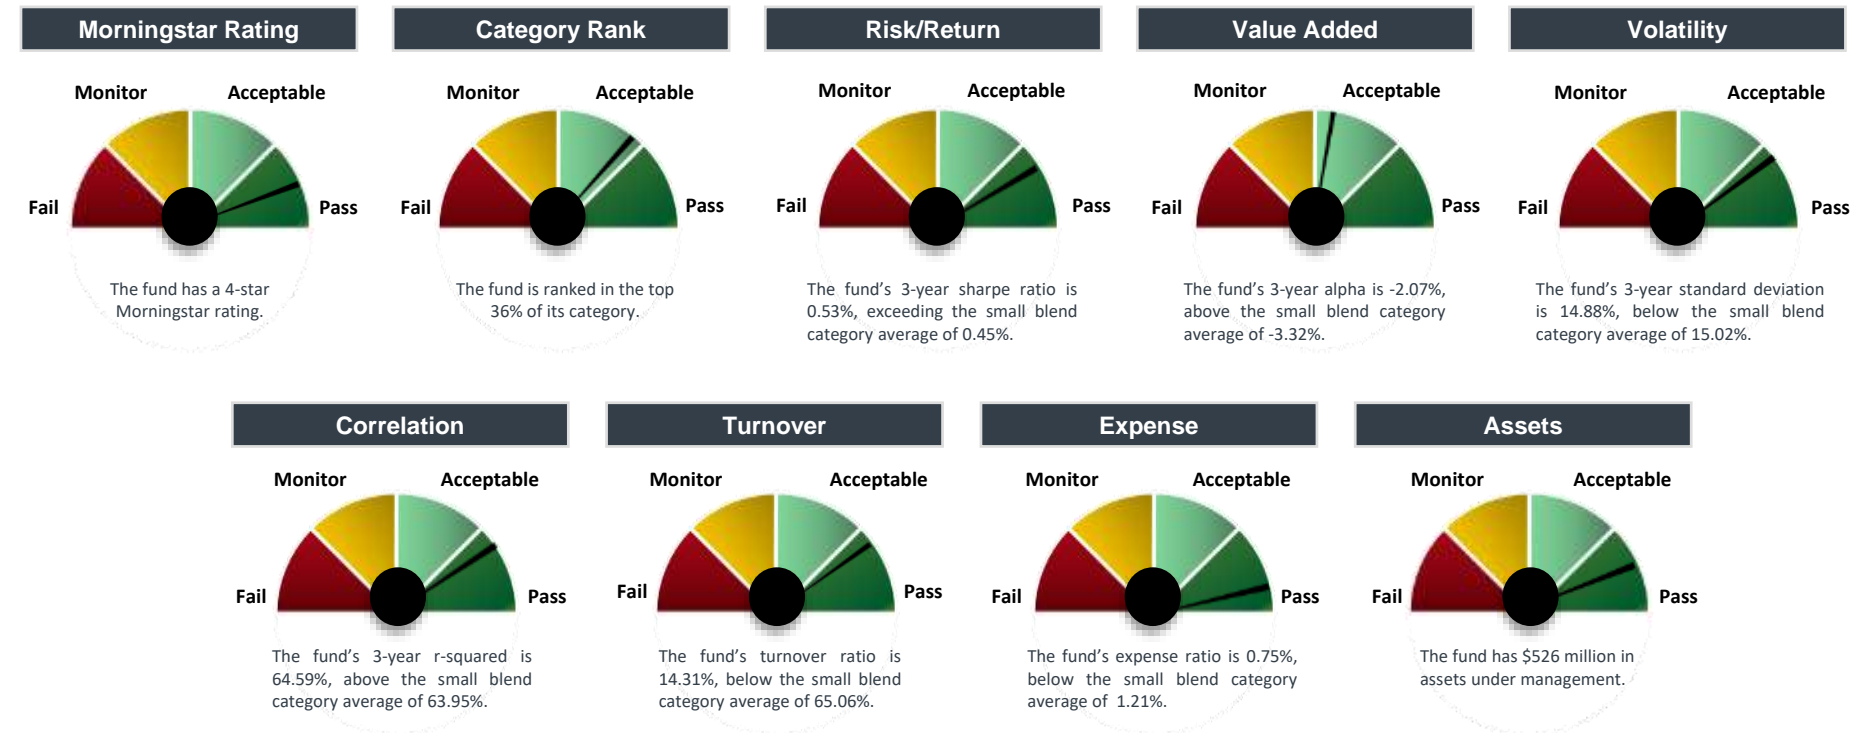 Morningstar Rating
Category Rank
Risk/Return
Value Added
Volatility
Monitor
Acceptable
Fail
Pass
The fund has a 4-star
Morningstar rating.
Monitor
Acceptable
Fail
Pass
The fund is ranked in the top
36% of its category.
Monitor
Acceptable
Fail
Pass
The fund's 3-year sharpe ratio is
0.53%, exceeding the small blend
category average of 0.45%.
Monitor
Acceptable
Fail
Pass
The fund's 3-year alpha is -2.07%,
above the small blend category
average of -3.32%.
Monitor
Acceptable
Fail
Pass
The fund's 3-year standard deviation
is 14.88%, below the small blend
category average of 15.02%.
Correlation
Turnover
Expense
Assets
Monitor
Acceptable
Fail
Pass
The fund's 3-year r-squared is
64.59%, above the small blend
category average of 63.95%.
Monitor
Acceptable
Fail
Pass
The fund's turnover ratio is
14.31%, below the small blend
category average of 65.06%.
Monitor
Acceptable
Fail
Pass
The fund's expense ratio is 0.75%,
below the small blend category
average of 1.21%.
Monitor
Acceptable
Fail
Pass
The fund has $526 million in
assets under management.